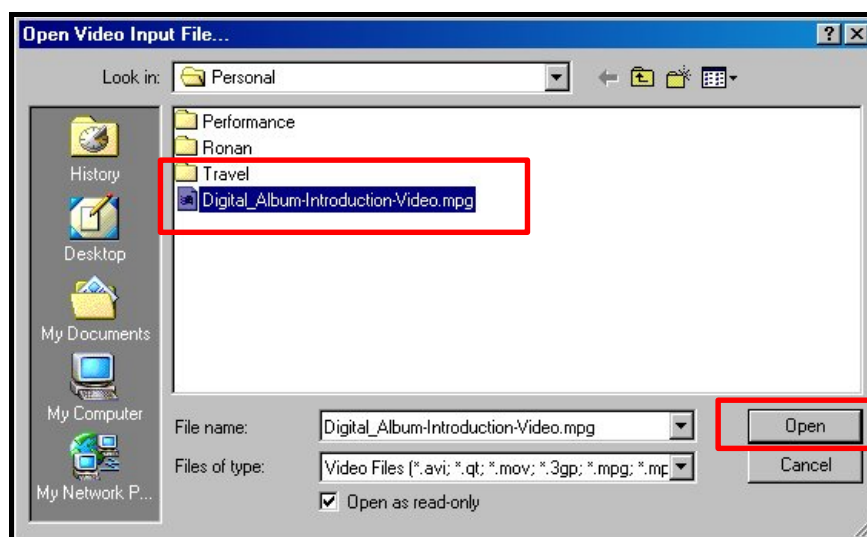 Open Video Input File...
Look in: Personal
Performance
Ronan
Travel
Digital_Album-Introduction-Video.mpg
History
Desktop
My Documents
My Computer
My Network P...
File name: Digital_Album-Introduction-Video.mpg Open
Files of type: Video Files (*.avi; *.qt; *.mov; *.3gp; *.mpg; *.mp Cancel
Open as read-only